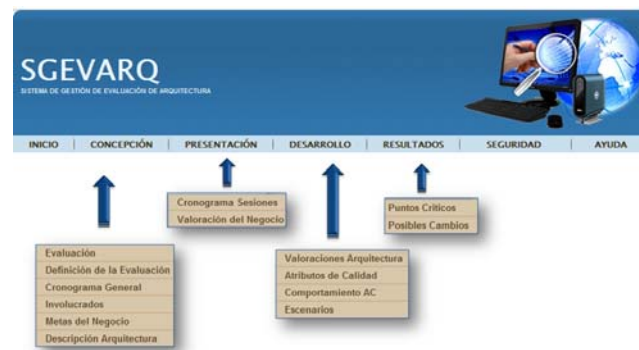 SGEVARQ
SISTEMA DE GESTIÓN DE EVALUACIÓN DE ARQUITECTURA
INICIO | CONCEPCIÓN | PRESENTACIÓN | DESARROLLO | RESULTADOS | SEGURIDAD | AYUDA
Cronograma Sesiones
Valoración del Negocio
Puntos Criticos
Posibles Cambios
Evaluación
Definición de la Evaluación
Cronograma General
Involucrados
Metas del Negocio
Descripción Arquitectura
Valoraciones Arquitectura
Atributos de Calidad
Comportamiento AC
Escenarios